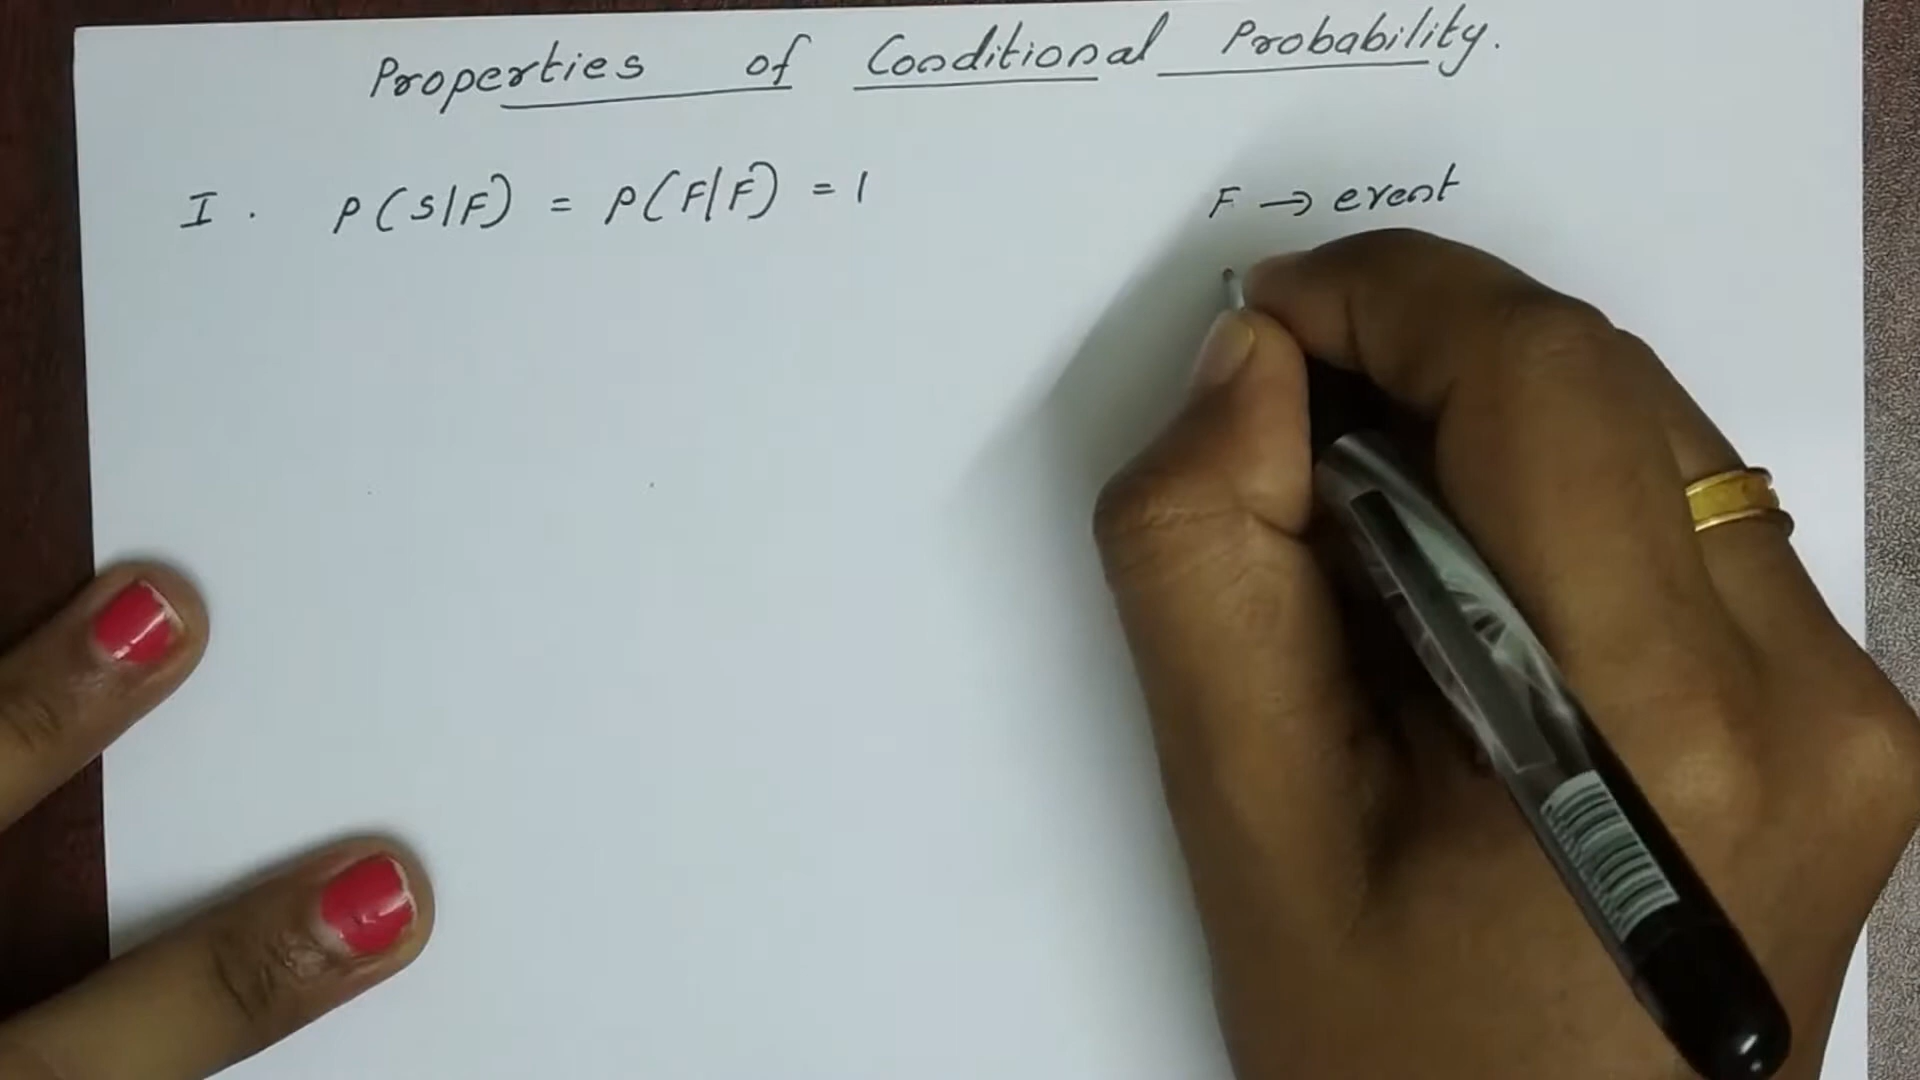 Properties of Conditional Probability.
I. P(S/F) = P(F/F) = 1
F → event